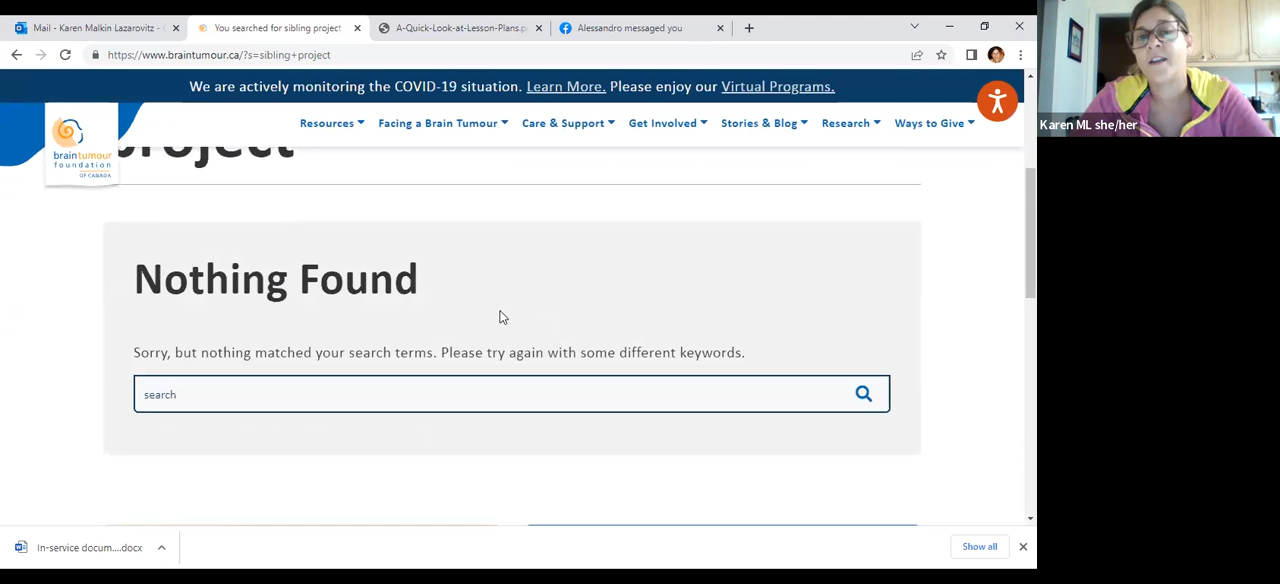 Mail - Karen Malkin Lazarovitz -
You searched for sibling project
A-Quick-Look-at-Lesson-Plans.p
Alessandro messaged you
https://www.braintumour.ca/?s=sibling+project
We are actively monitoring the COVID-19 situation. Learn More. Please enjoy our Virtual Programs.
Resources
Facing a Brain Tumour
Care & Support
Get Involved
Stories & Blog
Research
Ways to Give
braintumour
foundation
OF CANADA
project
Karen ML she/her
Nothing Found
Sorry, but nothing matched your search terms. Please try again with some different keywords.
search
In-service docum....docx
Show all